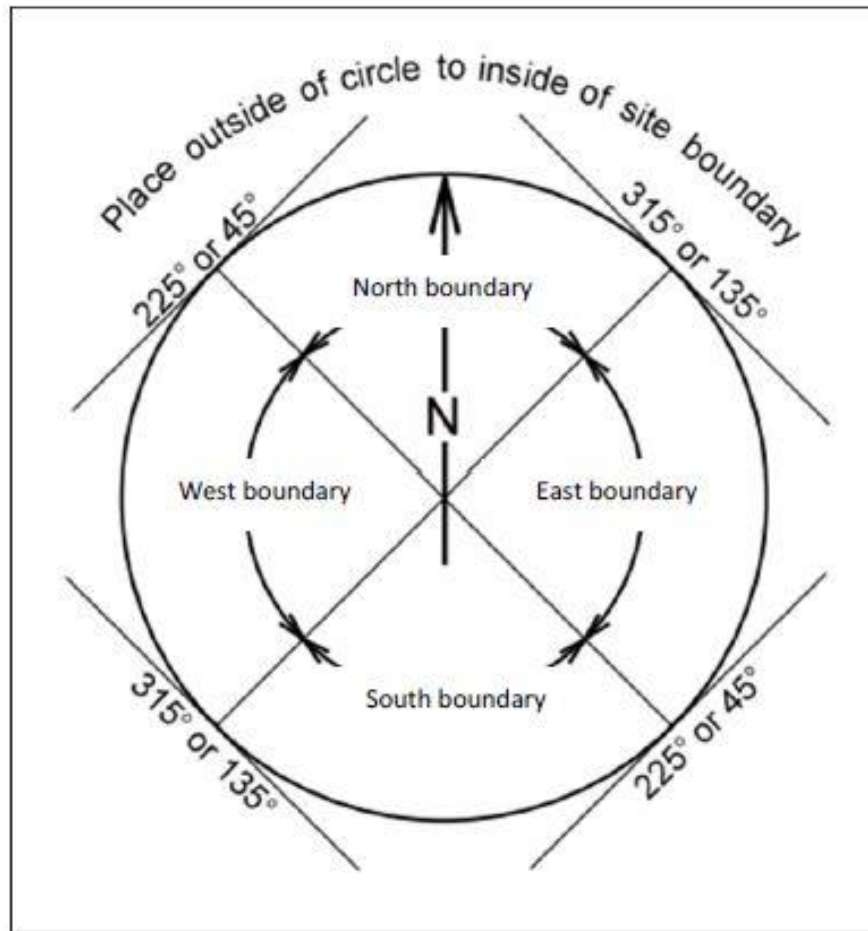 Place outside of circle to inside of site boundary
225° or 45°
315° or 135°
North boundary
N
West boundary
East boundary
South boundary
315° or 135°
225° or 45°